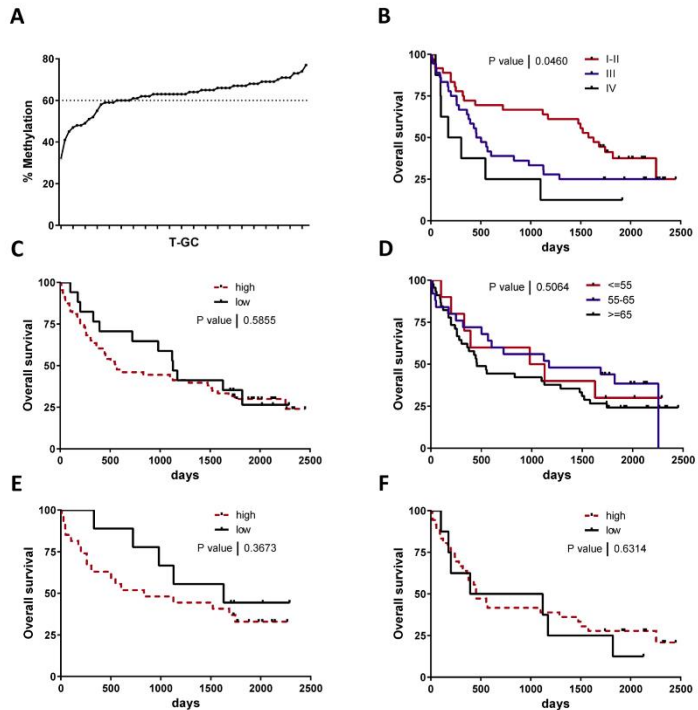 A
80
60
40
20
0
% Methylation
T-GC
B
P value | 0.0460
I-II
III
IV
100
75
50
25
0
Overall survival
0 500 1000 1500 2000 2500
days
C
high
low
P value | 0.5855
100
75
50
25
0
Overall survival
0 500 1000 1500 2000 2500
days
D
P value | 0.5064
<=55
55-65
>=65
100
75
50
25
0
Overall survival
0 500 1000 1500 2000 2500
days
E
high
low
P value | 0.3673
100
75
50
25
0
Overall survival
0 500 1000 1500 2000 2500
days
F
high
low
P value | 0.6314
100
75
50
25
0
Overall survival
0 500 1000 1500 2000 2500
days